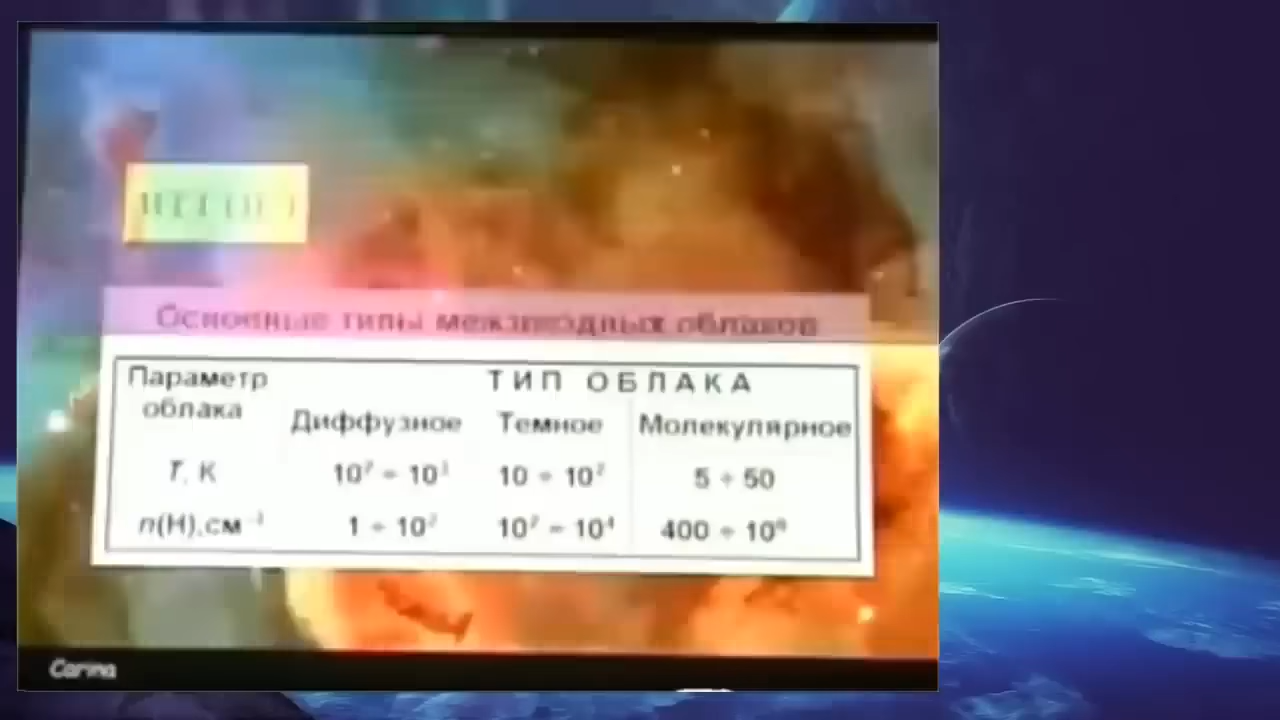 Основные типы межзвездных облаков
Параметр облака ТИП ОБЛАКА
Диффузное Темное Молекулярное
T, К 10² ÷ 10³ 10 ÷ 10² 5 ÷ 50
n(H), см⁻³ 1 ÷ 10² 10² ÷ 10⁴ 400 ÷ 10⁶
Carina